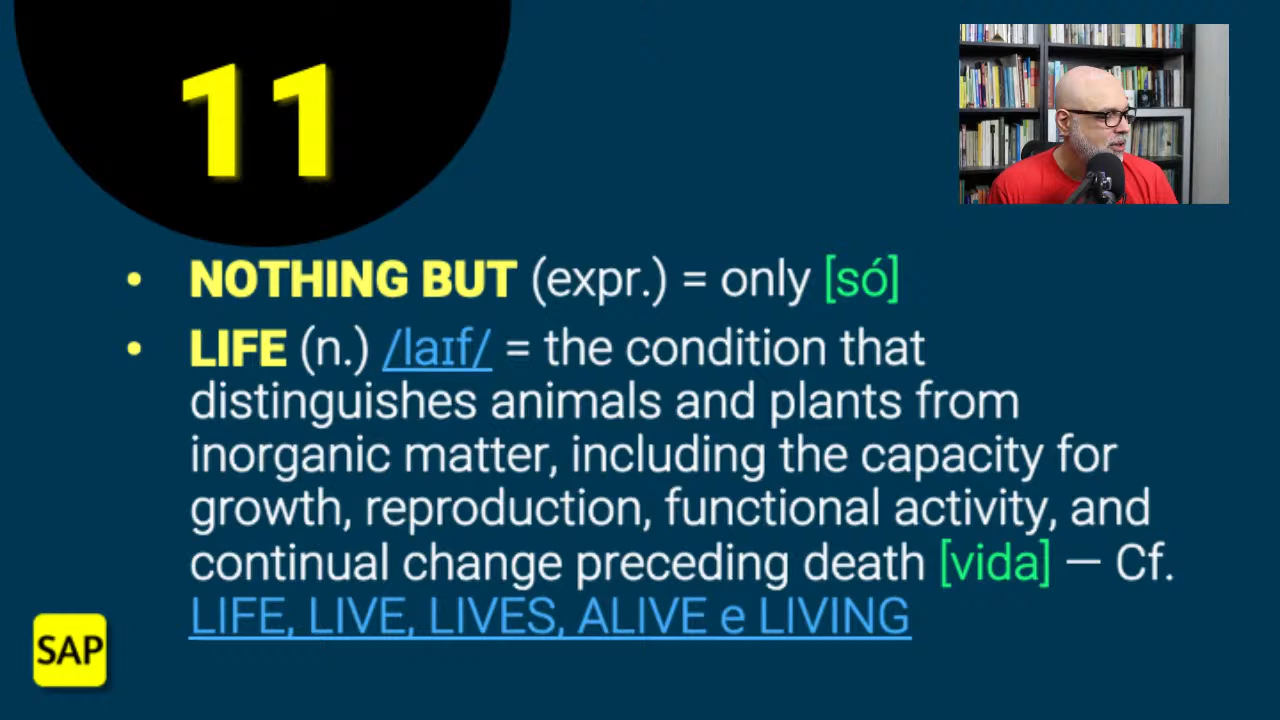 11
• NOTHING BUT (expr.) = only [só]
• LIFE (n.) /laɪf/ = the condition that
distinguishes animals and plants from
inorganic matter, including the capacity for
growth, reproduction, functional activity, and
continual change preceding death [vida] — Cf.
LIFE, LIVE, LIVES, ALIVE e LIVING
SAP